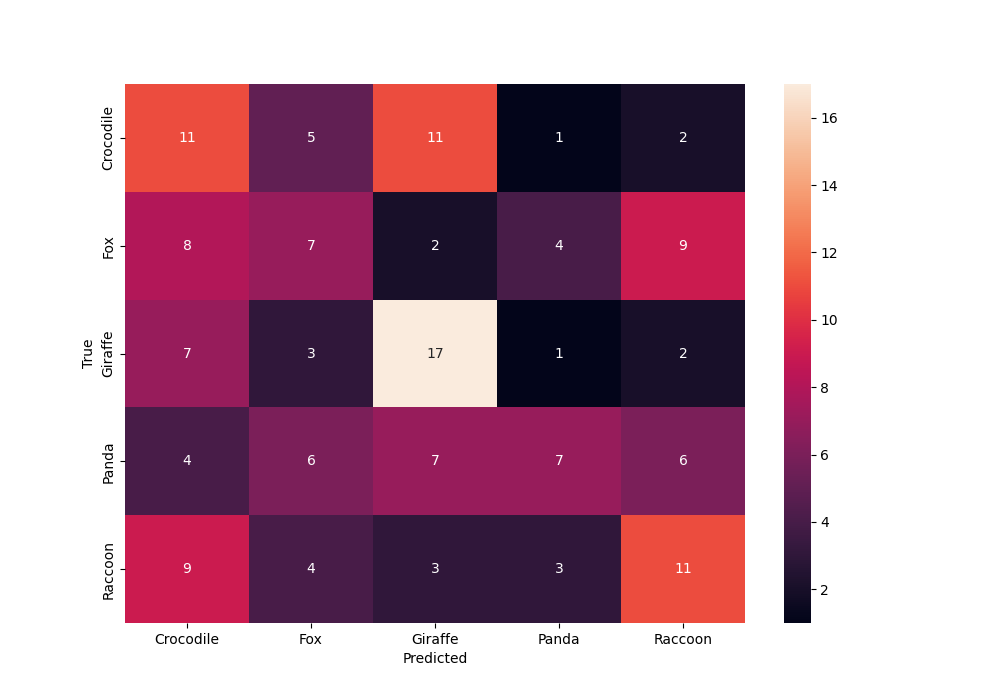 Crocodile 11 5 11 1 2
Fox 8 7 2 4 9
Giraffe 7 3 17 1 2
Panda 4 6 7 7 6
Raccoon 9 4 3 3 11
True
Crocodile Fox Giraffe Panda Raccoon
Predicted
16
14
12
10
8
6
4
2